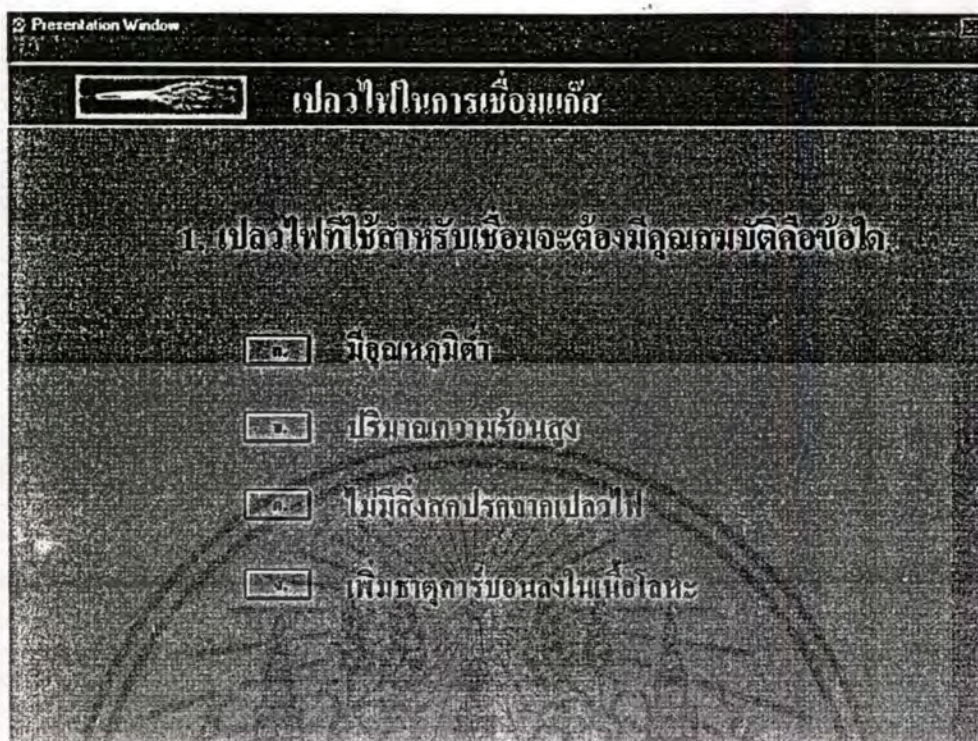 Presentation Window
เปลวไฟในการเชื่อมแก๊ส
1. เปลวไฟที่ใช้สำหรับเชื่อมจะต้องมีคุณสมบัติคือข้อใด.
ก. มีอุณหภูมิต่ำ
ข. ปริมาณความร้อนสูง
ค. ไม่มีสิ่งสกปรกจากเปลวไฟ
ง. เพิ่มธาตุคาร์บอนลงในเนื้อโลหะ